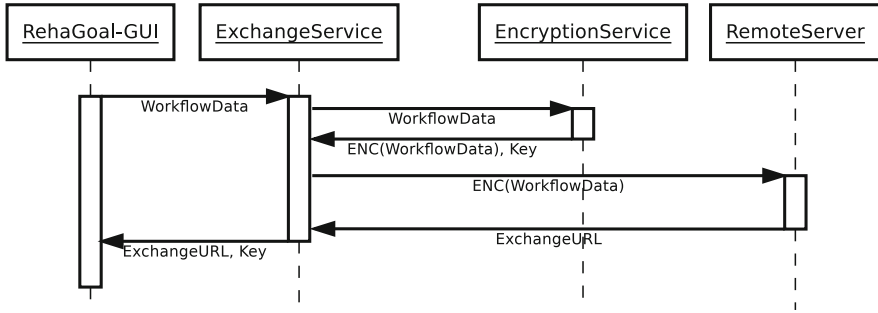 RehaGoal-GUI
ExchangeService
EncryptionService
RemoteServer
WorkflowData
WorkflowData
ENC(WorkflowData), Key
ENC(WorkflowData)
ExchangeURL
ExchangeURL, Key